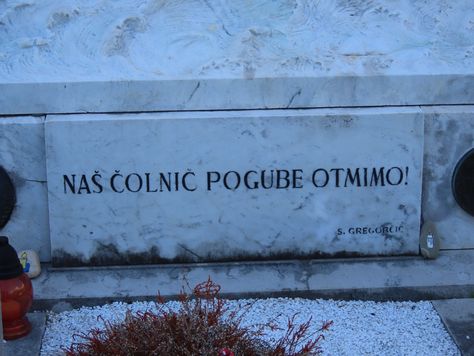 NAŠ ČOLNIČ POGUBE OTMIMO!
S. GREGORČIČ